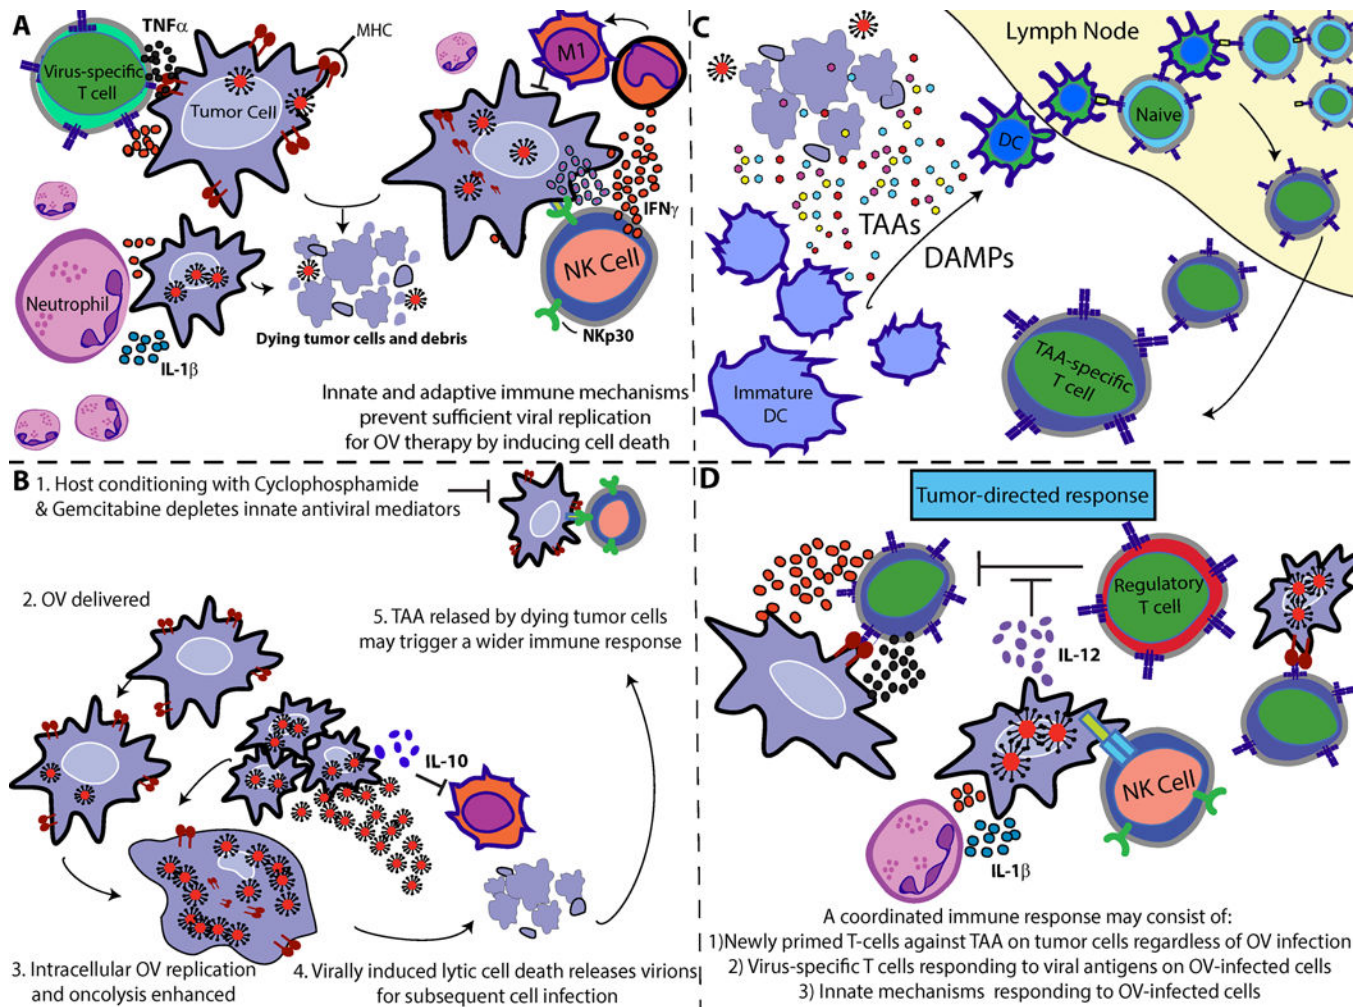 A
TNFα
MHC
Virus-specific
T cell
Tumor Cell
M1
IFNγ
NK Cell
NKp30
Neutrophil
IL-1β
Dying tumor cells and debris
Innate and adaptive immune mechanisms
prevent sufficient viral replication
for OV therapy by inducing cell death
C
Lymph Node
DC
Naive
TAAs
DAMPs
TAA-specific
T cell
Immature
DC
B
1. Host conditioning with Cyclophosphamide
& Gemcitabine depletes innate antiviral mediators
2. OV delivered
5. TAA relased by dying tumor cells
may trigger a wider immune response
IL-10
3. Intracellular OV replication
and oncolysis enhanced
4. Virally induced lytic cell death releases virions
for subsequent cell infection
D
Tumor-directed response
Regulatory
T cell
IL-12
NK Cell
IL-1β
A coordinated immune response may consist of:
1)Newly primed T-cells against TAA on tumor cells regardless of OV infection
2) Virus-specific T cells responding to viral antigens on OV-infected cells
3) Innate mechanisms responding to OV-infected cells